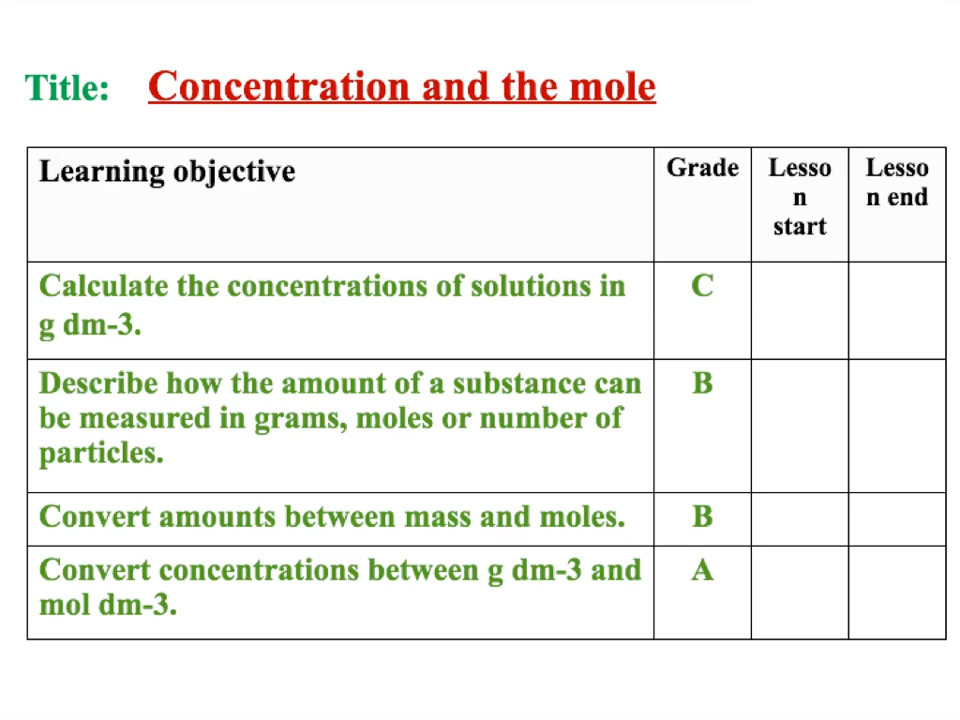 Title: Concentration and the mole
Learning objective
Grade
Lesso
n
start
Lesso
n end
Calculate the concentrations of solutions in
g dm-3.
C
Describe how the amount of a substance can
be measured in grams, moles or number of
particles.
B
Convert amounts between mass and moles.
B
Convert concentrations between g dm-3 and
mol dm-3.
A